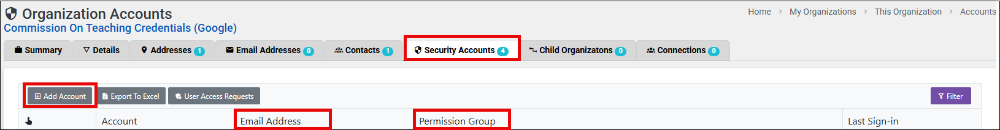 Organization Accounts
Home > My Organizations > This Organization > Accounts
Commission On Teaching Credentials (Google)
Summary Details Addresses 1 Email Addresses 0 Contacts 1 Security Accounts 4 Child Organizatons 0 Connections 0
Add Account Export To Excel User Access Requests Filter
Account Email Address Permission Group Last Sign-in